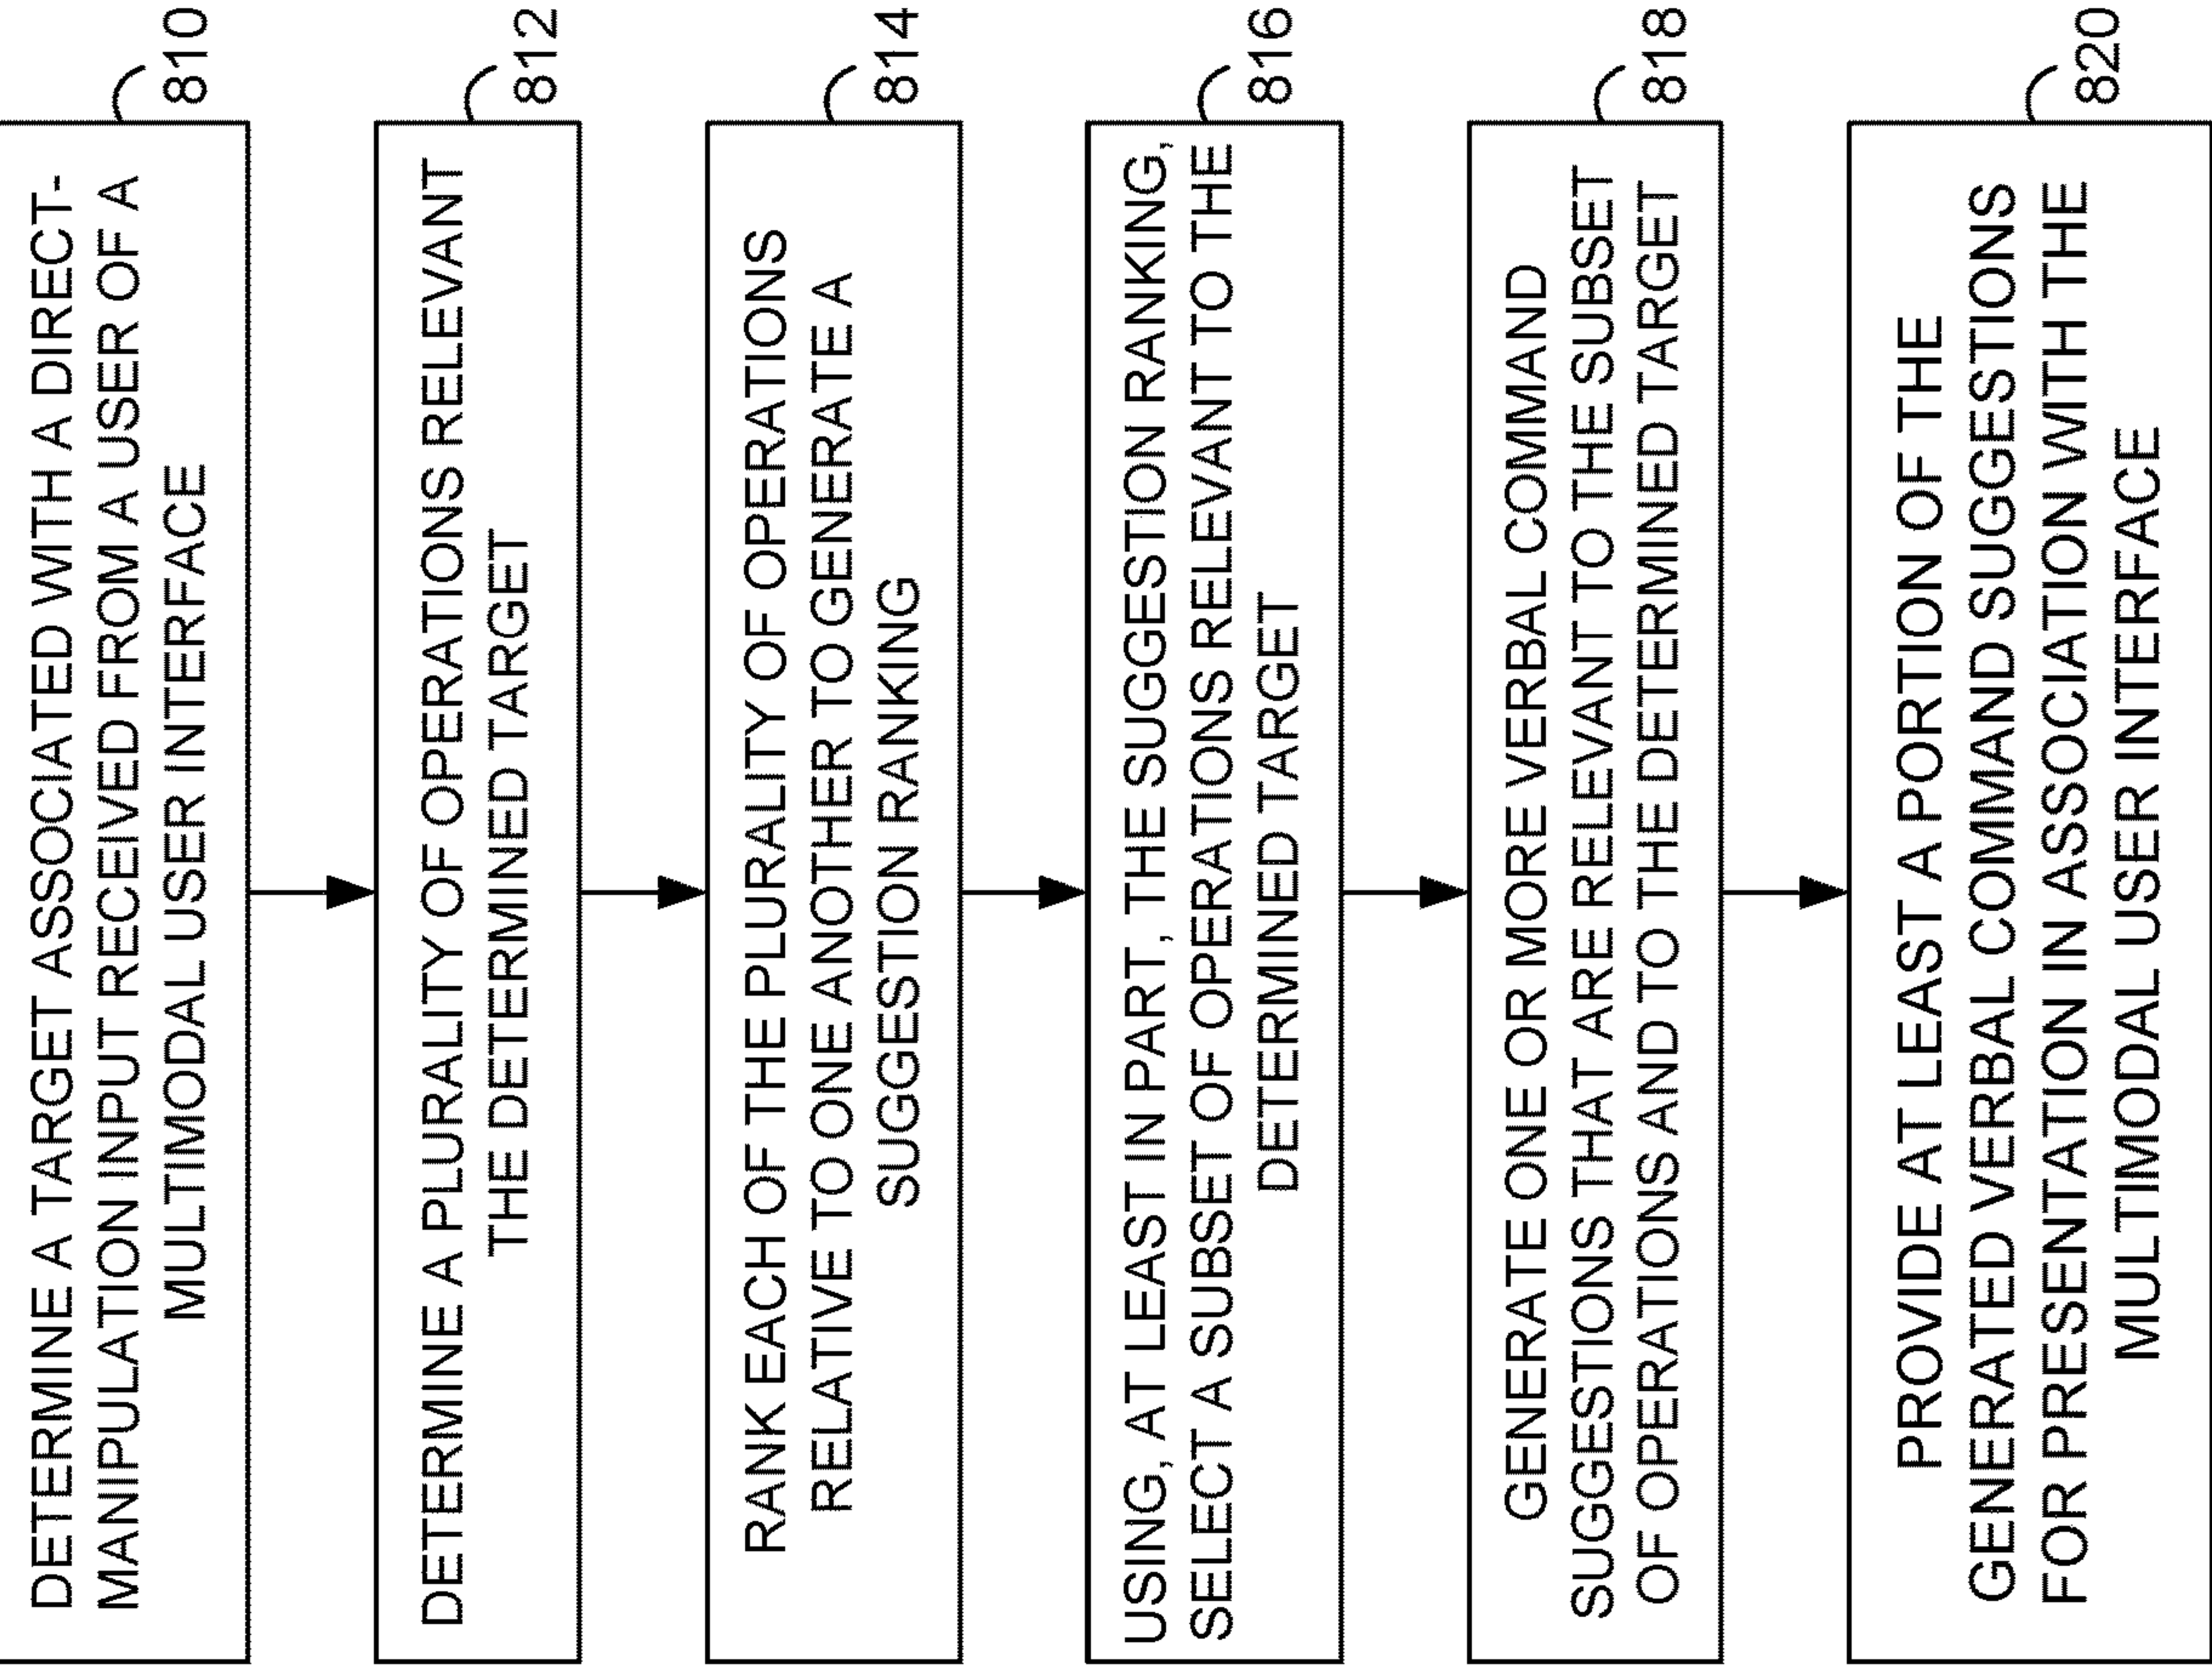 DETERMINE A TARGET ASSOCIATED WITH A DIRECT-
MANIPULATION INPUT RECEIVED FROM A USER OF A
MULTIMODAL USER INTERFACE
810
DETERMINE A PLURALITY OF OPERATIONS RELEVANT
THE DETERMINED TARGET
812
RANK EACH OF THE PLURALITY OF OPERATIONS
RELATIVE TO ONE ANOTHER TO GENERATE A
SUGGESTION RANKING
814
USING, AT LEAST IN PART, THE SUGGESTION RANKING,
SELECT A SUBSET OF OPERATIONS RELEVANT TO THE
DETERMINED TARGET
816
GENERATE ONE OR MORE VERBAL COMMAND
SUGGESTIONS THAT ARE RELEVANT TO THE SUBSET
OF OPERATIONS AND TO THE DETERMINED TARGET
818
PROVIDE AT LEAST A PORTION OF THE
GENERATED VERBAL COMMAND SUGGESTIONS
FOR PRESENTATION IN ASSOCIATION WITH THE
MULTIMODAL USER INTERFACE
820